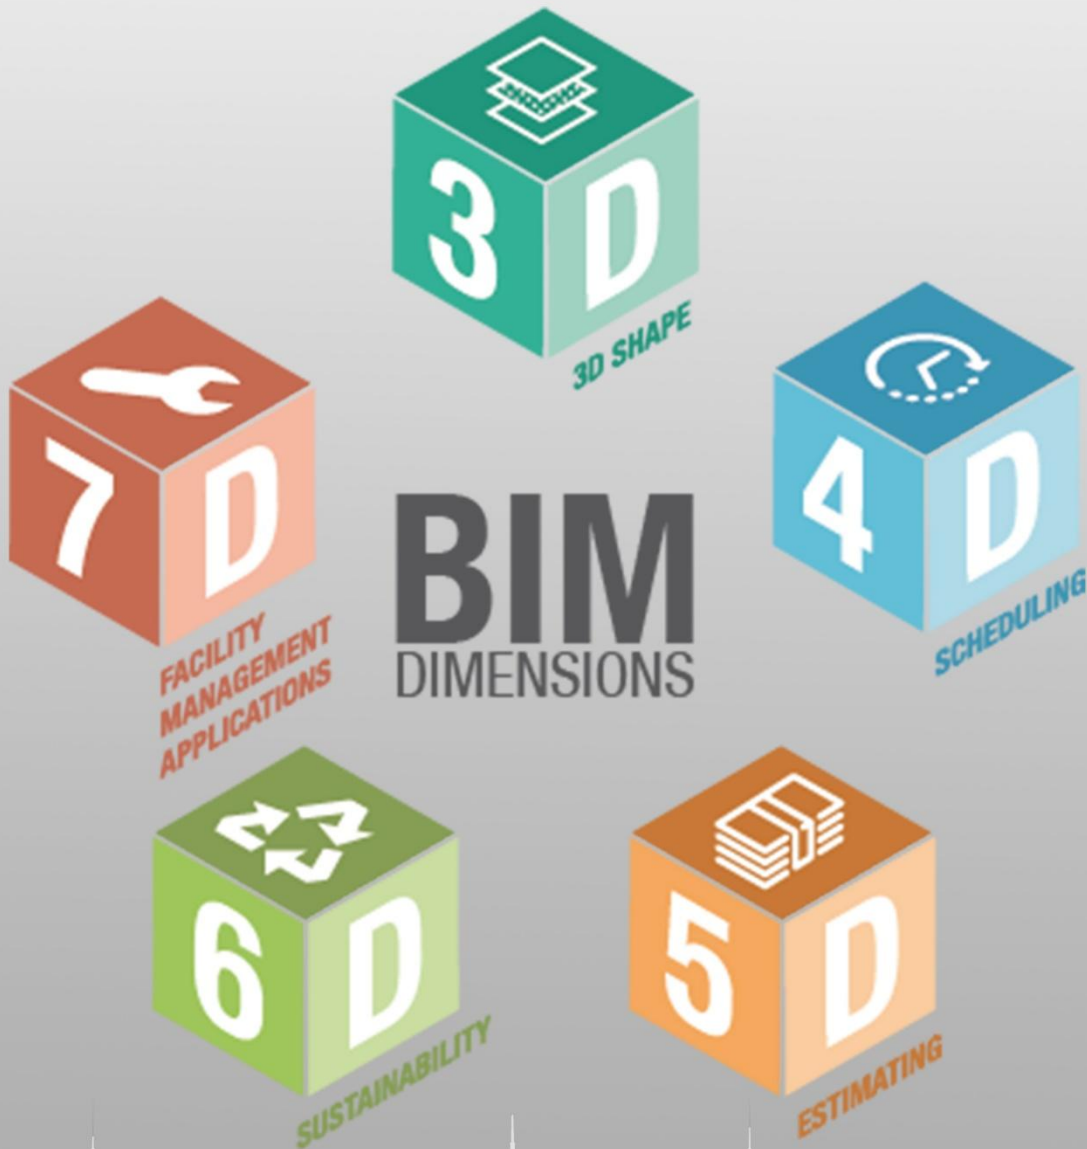 3D
3D SHAPE
4D
SCHEDULING
7D
FACILITY
MANAGEMENT
APPLICATIONS
BIM
DIMENSIONS
6D
SUSTAINABILITY
5D
ESTIMATING